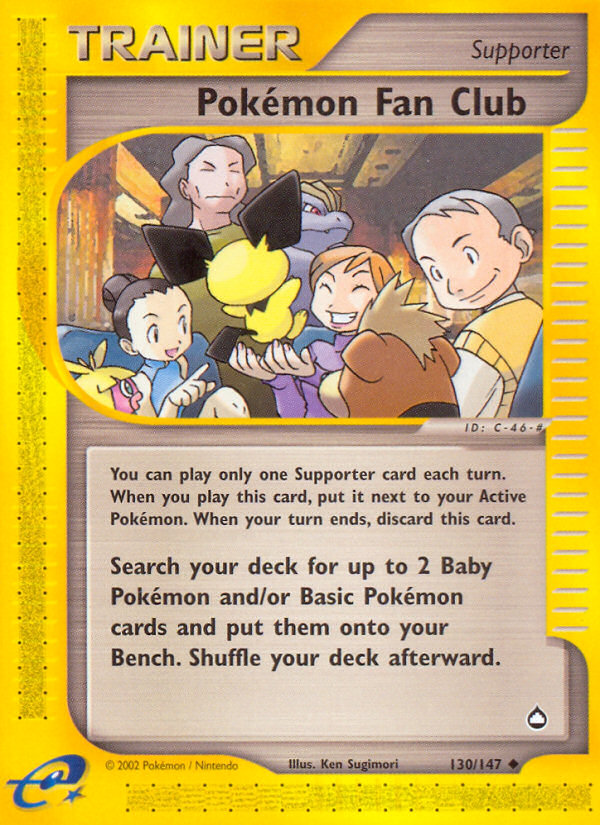 TRAINER
Supporter
Pokémon Fan Club
ID: C-46-#
You can play only one Supporter card each turn.
When you play this card, put it next to your Active
Pokémon. When your turn ends, discard this card.
Search your deck for up to 2 Baby
Pokémon and/or Basic Pokémon
cards and put them onto your
Bench. Shuffle your deck afterward.
© 2002 Pokémon / Nintendo
Illus. Ken Sugimori
130/147 ◆
e